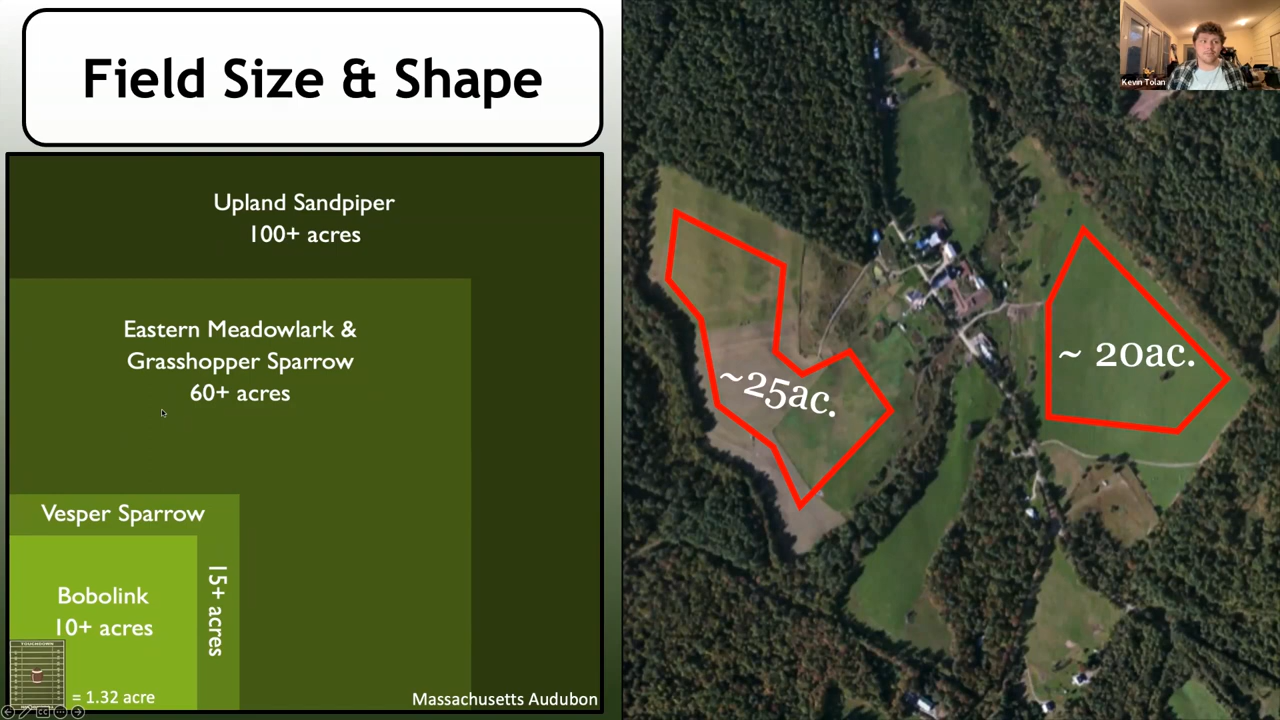 Field Size & Shape
Upland Sandpiper
100+ acres
Eastern Meadowlark &
Grasshopper Sparrow
60+ acres
Vesper Sparrow
15+ acres
Bobolink
10+ acres
TOUCHDOWN
= 1.32 acre
Massachusetts Audubon
~25ac.
~ 20ac.
Kevin Tolan